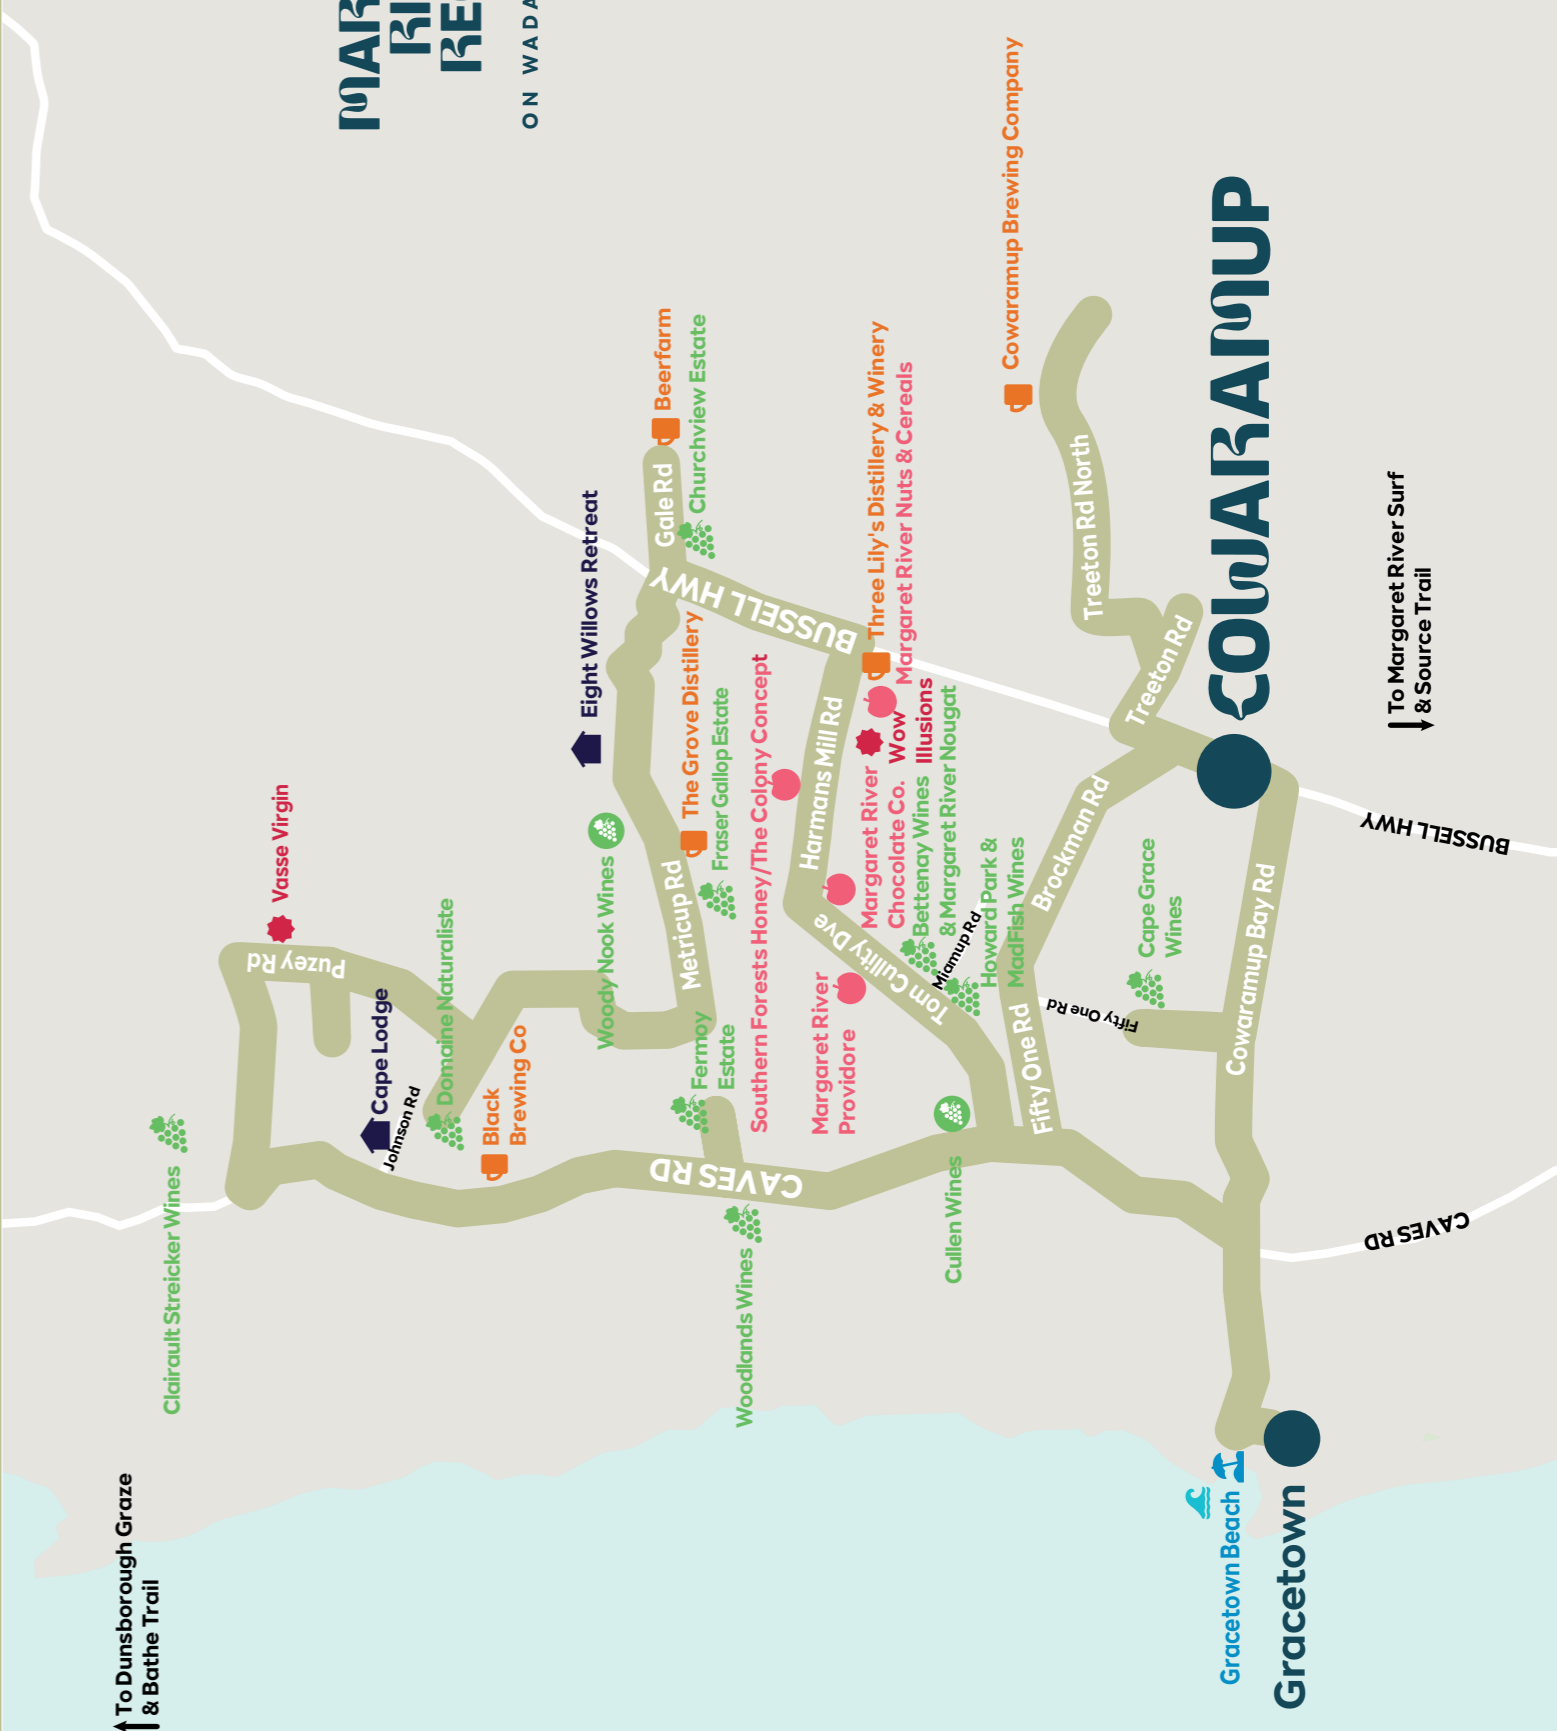 MAR
RI
RE
ON WADA
Cowaramup Brewing Company
Beerfarm
Churchview Estate
Gale Rd
Eight Willows Retreat
BUSSELL HWY
Three Lily's Distillery & Winery
Margaret River Nuts & Cereals
Treeton Rd North
Treeton Rd
COWARAMUP
To Margaret River Surf
& Source Trail
BUSSELL HWY
The Grove Distillery
Fraser Gallop Estate
Southern Forests Honey/The Colony Concept
Harmans Mill Rd
Wow
Illusions
Margaret River
Chocolate Co.
Bettenay Wines
& Margaret River Nougat
Vasse Virgin
Puzey Rd
Woody Nook Wines
Metricup Rd
Tom Cullity Dve
Miamup Rd
Howard Park &
MadFish Wines
Brockman Rd
Cape Grace
Wines
Cowaramup Bay Rd
Domaine Naturaliste
Cape Lodge
Johnson Rd
Black
Brewing Co
Fermoy
Estate
Margaret River
Providore
Fifty One Rd
Fifty One Rd
Clairault Streicker Wines
CAVES RD
Woodlands Wines
Cullen Wines
CAVES RD
To Dunsborough Graze
& Bathe Trail
Gracetown Beach
Gracetown